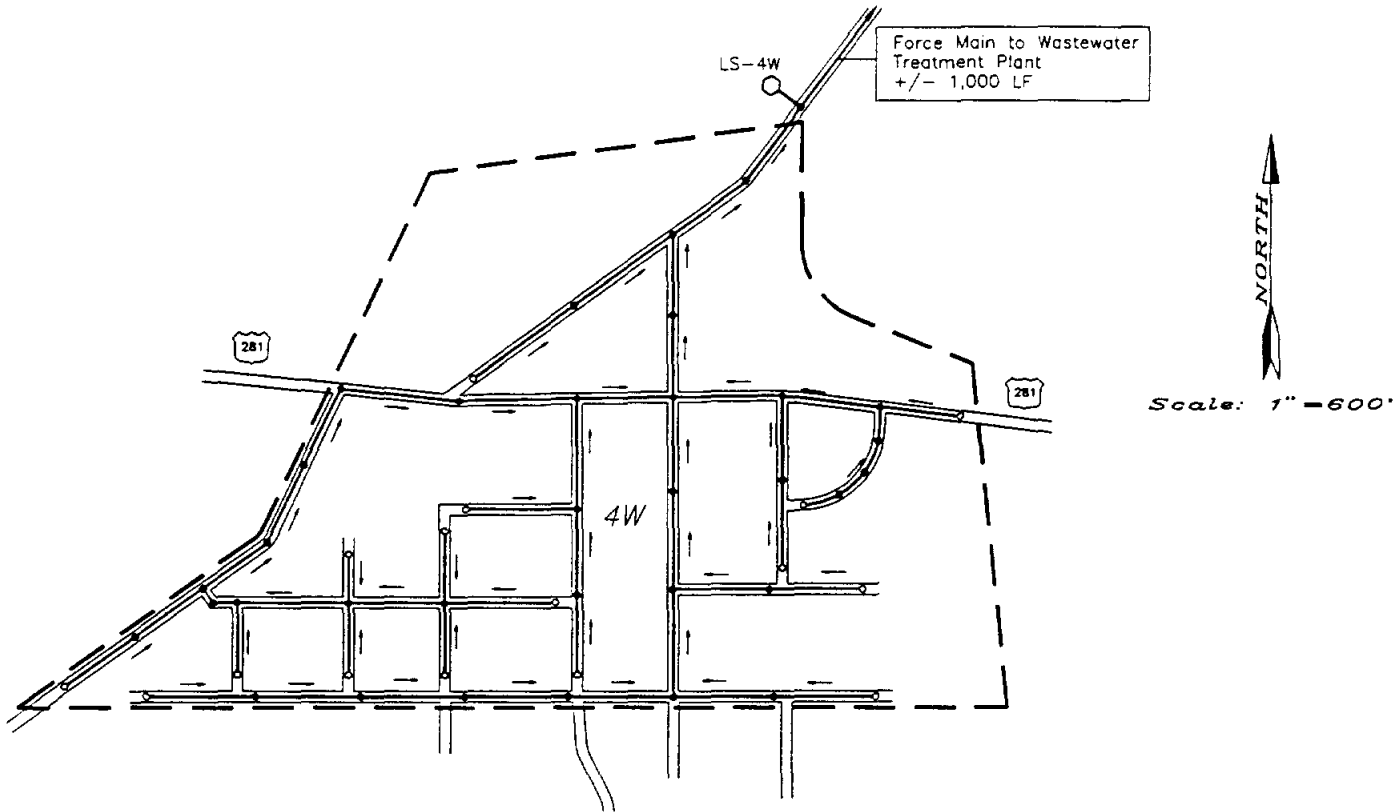 Force Main to Wastewater
Treatment Plant
+/- 1,000 LF
LS-4W
NORTH
281
281
Scale: 1"=600'
4W